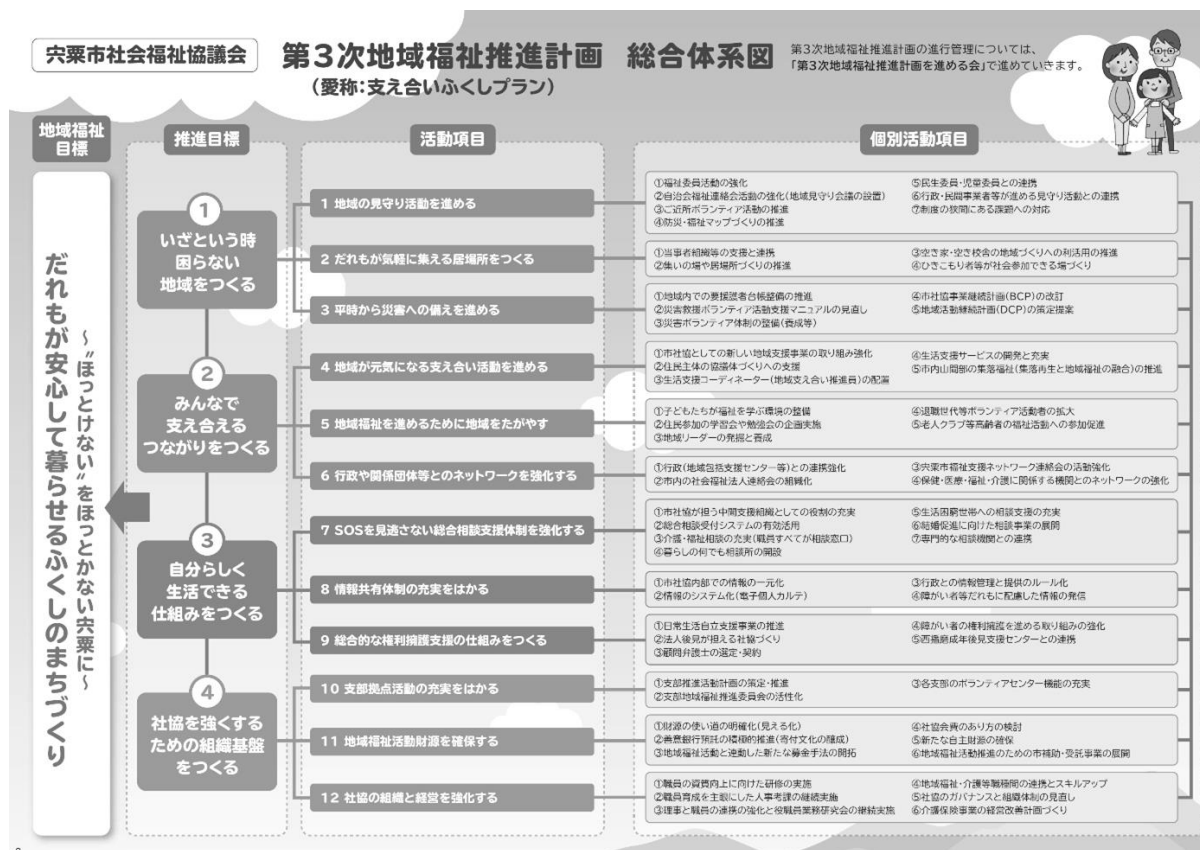 宍粟市社会福祉協議会
第3次地域福祉推進計画 総合体系図
(愛称:支え合いふくしプラン)
第3次地域福祉推進計画の進行管理については、
「第3次地域福祉推進計画を進める会」で進めていきます。
地域福祉
目標
推進目標
活動項目
個別活動項目
だれもが安心して暮らせるふくしのまちづくり
～“ほっとけない”をほっとかない宍粟に～
1
いざという時
困らない
地域をつくる
2
みんなで
支え合える
つながりをつくる
3
自分らしく
生活できる
仕組みをつくる
4
社協を強くする
ための組織基盤
をつくる
1 地域の見守り活動を進める
①福祉委員活動の強化
②自治会福祉連絡会活動の強化(地域見守り会議の設置)
③ご近所ボランティア活動の推進
④防災・福祉マップづくりの推進
⑤民生委員・児童委員との連携
⑥行政・民間事業者等が進める見守り活動との連携
⑦制度の狭間にある課題への対応
2 だれもが気軽に集える居場所をつくる
①当事者組織等の支援と連携
②集いの場や居場所づくりの推進
③空き家・空き校舎の地域づくりへの利活用の推進
④ひきこもり者等が社会参加できる場づくり
3 平時から災害への備えを進める
①地域内での要援護者台帳整備の推進
②災害救援ボランティア活動支援マニュアルの見直し
③災害ボランティア体制の整備(養成等)
④市社協事業継続計画(BCP)の改訂
⑤地域活動継続計画(DCP)の策定提案
4 地域が元気になる支え合い活動を進める
①市社協としての新しい地域支援事業の取り組み強化
②住民主体の協議体づくりへの支援
③生活支援コーディネーター(地域支え合い推進員)の配置
④生活支援サービスの開発と充実
⑤市内山間部の集落福祉(集落再生と地域福祉の融合)の推進
5 地域福祉を進めるために地域をたがやす
①子どもたちが福祉を学ぶ環境の整備
②住民参加の学習会や勉強会の企画実施
③地域リーダーの発掘と養成
④退職世代等ボランティア活動者の拡大
⑤老人クラブ等高齢者の福祉活動への参加促進
6 行政や関係団体等とのネットワークを強化する
①行政(地域包括支援センター等)との連携強化
②市内の社会福祉法人連絡会の組織化
③宍粟市福祉支援ネットワーク連絡会の活動強化
④保健・医療・福祉・介護に関係する機関とのネットワークの強化
7 SOSを見逃さない総合相談支援体制を強化する
①市社協が担う中間支援組織としての役割の充実
②総合相談受付システムの有効活用
③介護・福祉相談の充実(職員すべてが相談窓口)
④暮らしの何でも相談所の開設
⑤生活困窮世帯への相談支援の充実
⑥結婚促進に向けた相談事業の展開
⑦専門的な相談機関との連携
8 情報共有体制の充実をはかる
①市社協内部での情報の一元化
②情報のシステム化(電子個人カルテ)
③行政との情報管理と提供のルール化
④障がい者等だれもに配慮した情報の発信
9 総合的な権利擁護支援の仕組みをつくる
①日常生活自立支援事業の推進
②法人後見が担える社協づくり
③顧問弁護士の選定・契約
④障がい者の権利擁護を進める取り組みの強化
⑤西播磨成年後見支援センターとの連携
10 支部拠点活動の充実をはかる
①支部推進活動計画の策定・推進
②支部地域福祉推進委員会の活性化
③各支部のボランティアセンター機能の充実
11 地域福祉活動財源を確保する
①財源の使い道の明確化(見える化)
②善意銀行預託の積極的推進(寄付文化の醸成)
③地域福祉活動と連動した新たな募金手法の開拓
④社協会費のあり方の検討
⑤新たな自主財源の確保
⑥地域福祉活動推進のための市補助・受託事業の展開
12 社協の組織と経営を強化する
①職員の資質向上に向けた研修の実施
②職員育成を主眼にした人事考課の継続実施
③理事と職員の連携の強化と役職員業務研究会の継続実施
④地域福祉・介護等職種間の連携とスキルアップ
⑤社協のガバナンスと組織体制の見直し
⑥介護保険事業の経営改善計画づくり